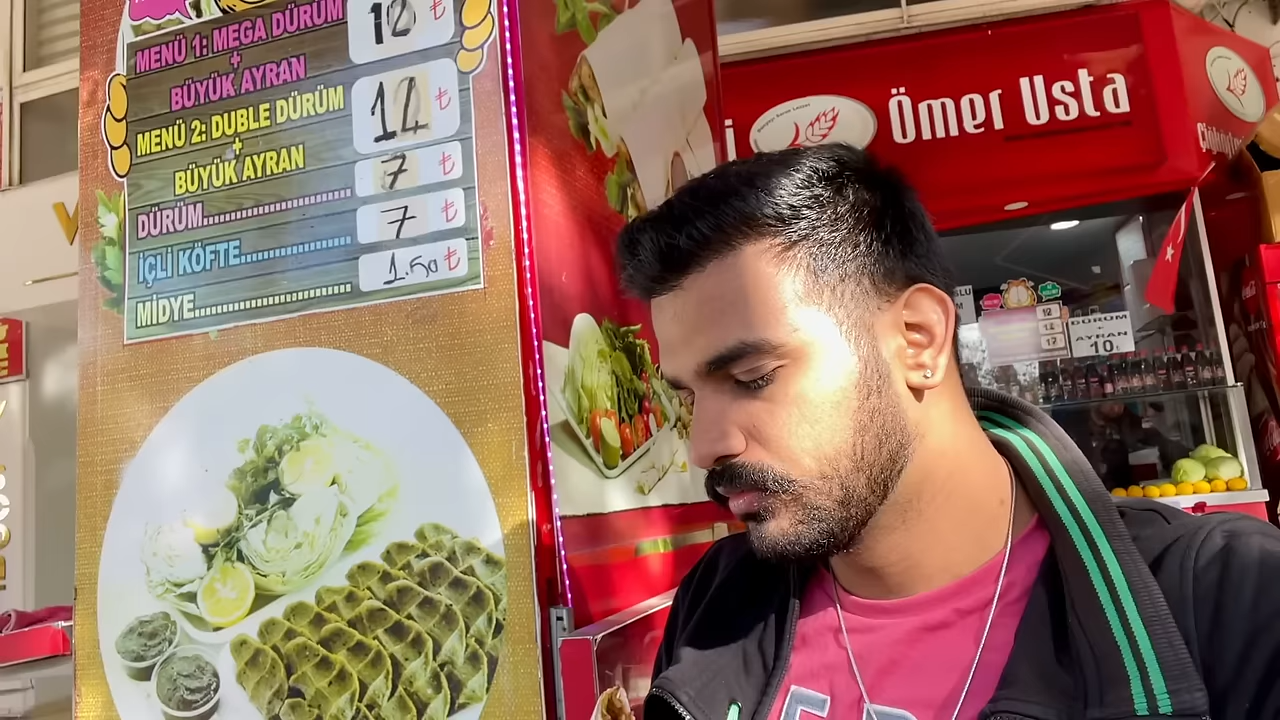 MENÜ 1: MEGA DÜRÜM
+
BÜYÜK AYRAN
MENÜ 2: DUBLE DÜRÜM
+
BÜYÜK AYRAN
DÜRÜM
İÇLİ KÖFTE
MİDYE
12 ₺
7 ₺
7 ₺
1.50 ₺
Ömer Usta
DÜRÜM
+
AYRAN
10₺